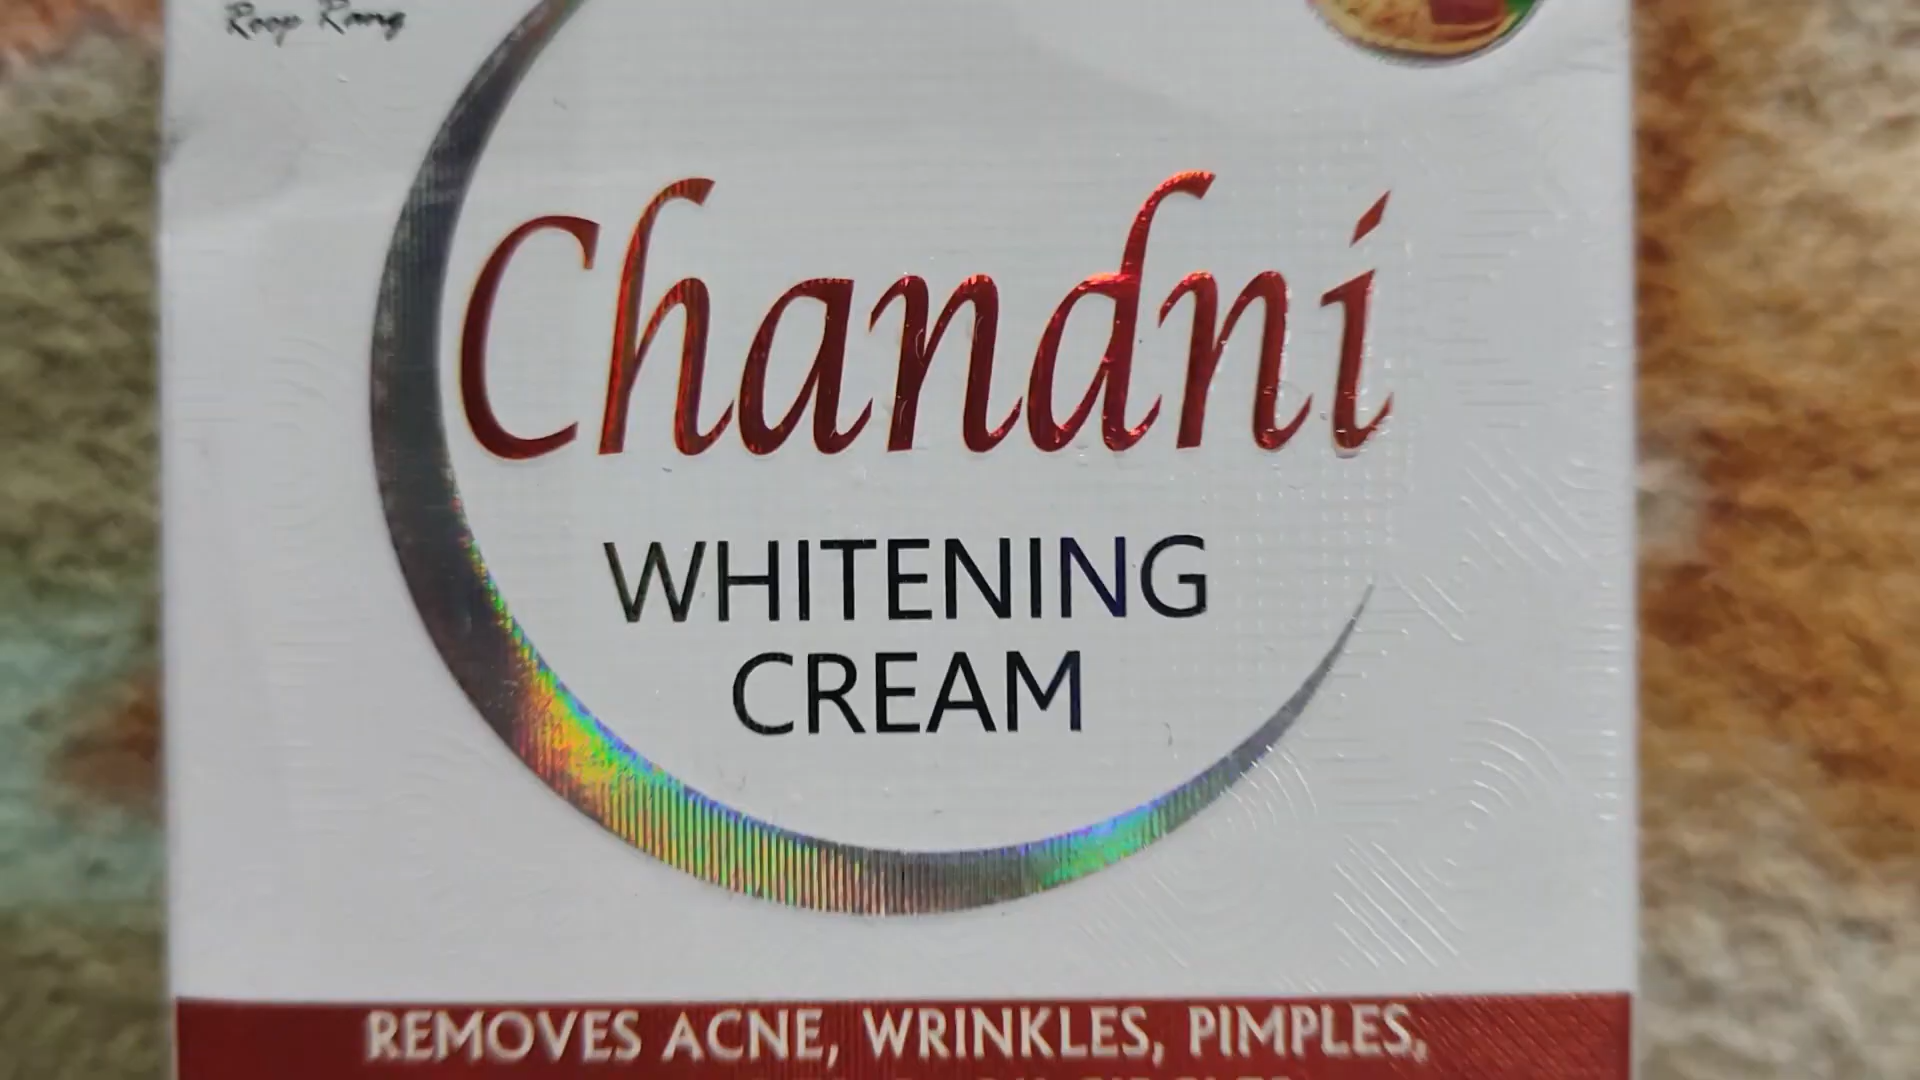 Roop Rang
Chandni
WHITENING
CREAM
REMOVES ACNE, WRINKLES, PIMPLES,